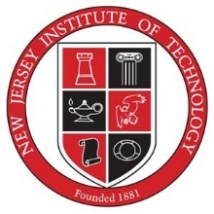 NEW JERSEY INSTITUTE OF TECHNOLOGY
Founded 1881